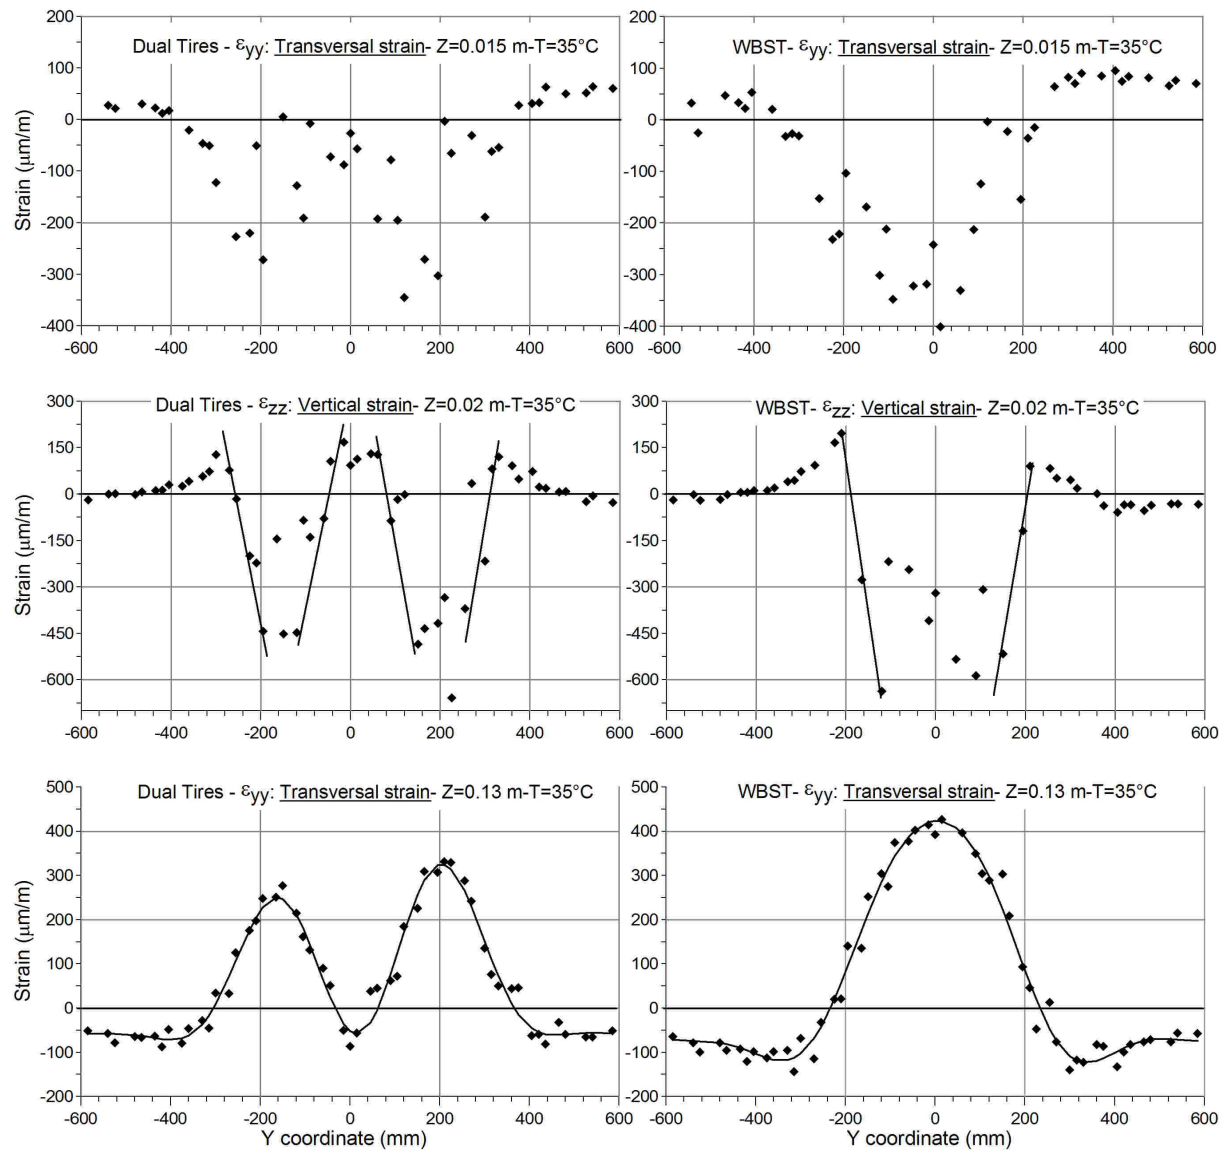 Dual Tires - εyy: Transversal strain- Z=0.015 m-T=35°C
200
100
0
-100
-200
-300
-400
Strain (μm/m)
-600 -400 -200 0 200 400 600
WBST- εyy: Transversal strain- Z=0.015 m-T=35°C
200
100
0
-100
-200
-300
-400
-600 -400 -200 0 200 400 600
Dual Tires - εzz: Vertical strain- Z=0.02 m-T=35°C
300
150
0
-150
-300
-450
-600
Strain (μm/m)
-600 -400 -200 0 200 400 600
WBST- εzz: Vertical strain- Z=0.02 m-T=35°C
300
150
0
-150
-300
-450
-600
-600 -400 -200 0 200 400 600
Dual Tires - εyy: Transversal strain- Z=0.13 m-T=35°C
500
400
300
200
100
0
-100
-200
Strain (μm/m)
-600 -400 -200 0 200 400 600
Y coordinate (mm)
WBST- εyy: Transversal strain- Z=0.13 m-T=35°C
500
400
300
200
100
0
-100
-200
-600 -400 -200 0 200 400 600
Y coordinate (mm)